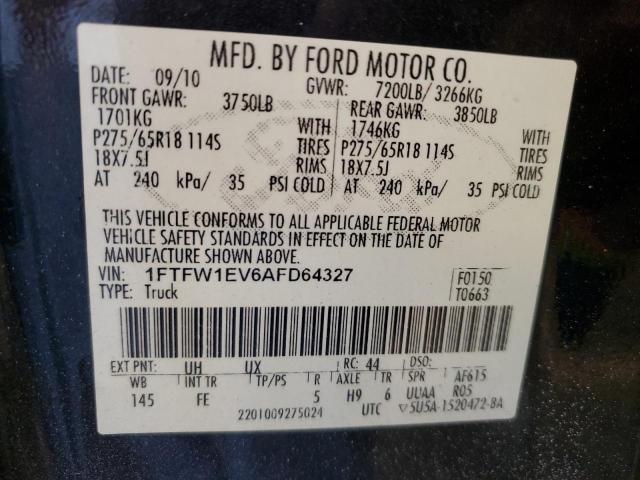 MFD. BY FORD MOTOR CO.
DATE: 09/10 GVWR: 7200LB/ 3266KG
FRONT GAWR: 3750LB REAR GAWR: 3850LB
1701KG WITH 1746KG WITH
P275/65R18 114S TIRES P275/65R18 114S TIRES
18X7.5J RIMS 18X7.5J RIMS
AT 240 kPa/ 35 PSI COLD AT 240 kPa/ 35 PSI COLD
THIS VEHICLE CONFORMS TO ALL APPLICABLE FEDERAL MOTOR
VEHICLE SAFETY STANDARDS IN EFFECT ON THE DATE OF
MANUFACTURE SHOWN ABOVE.
VIN: 1FTFW1EV6AFD64327 F0150
TYPE: Truck T0663
EXT PNT: UH UX RC: 44 DSO:
WB INT TR TP/PS R AXLE TR SPR AF615
145 FE 5 H9 6 UUAA R05
2201009275024 UTC ▽5U5A-1520472-BA